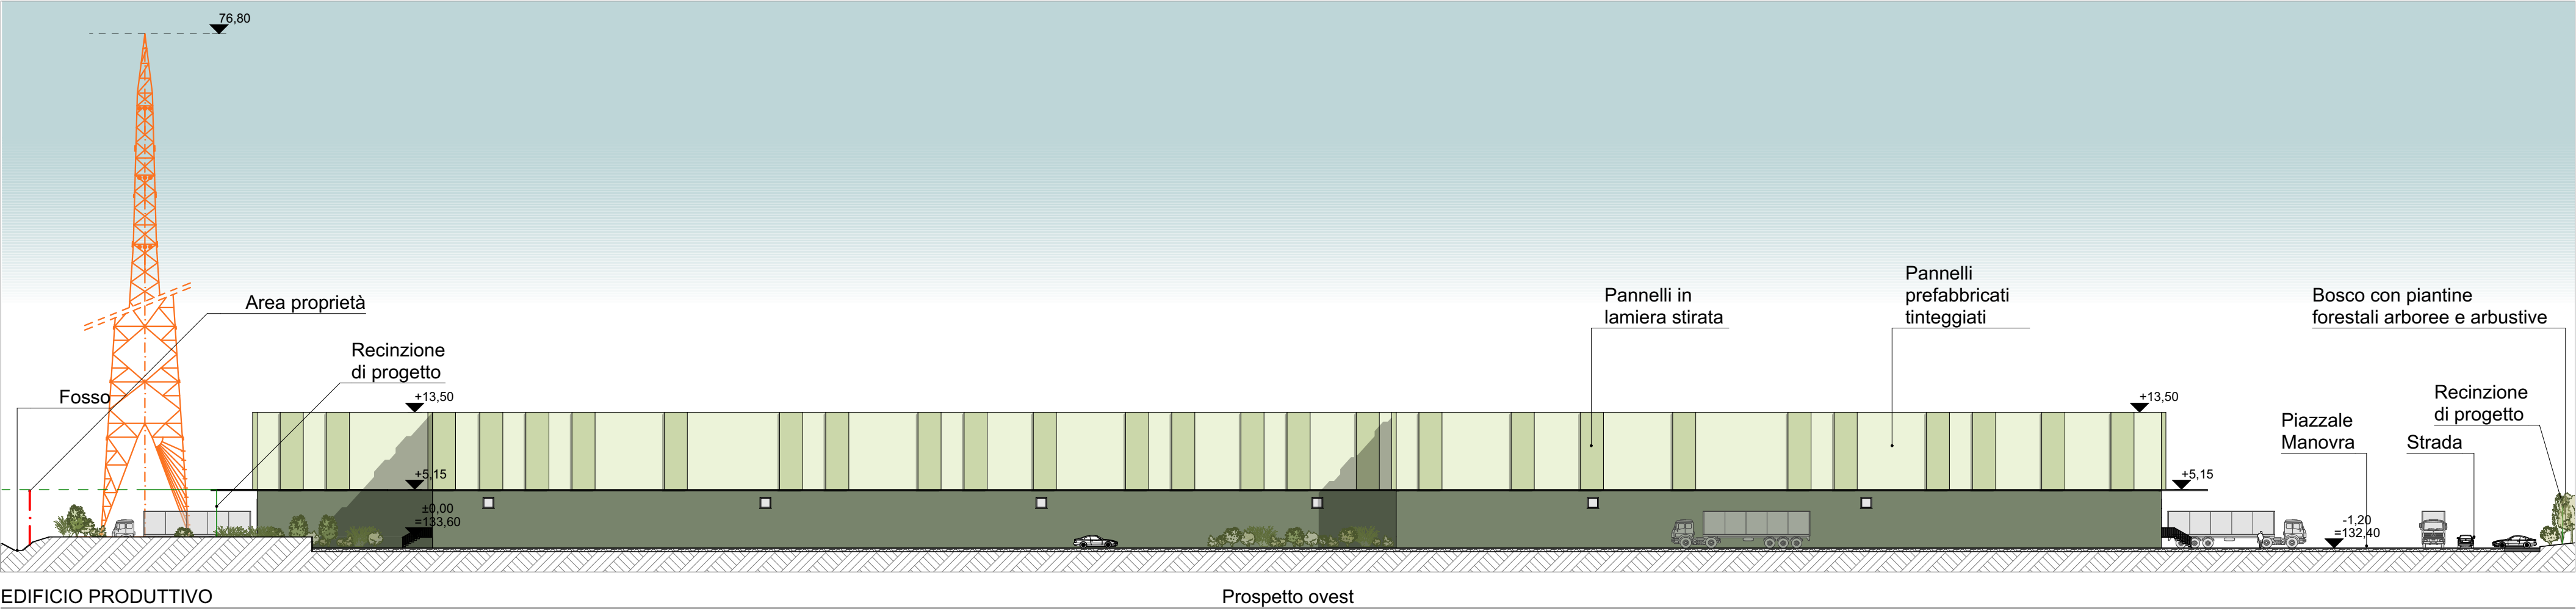 76,80
Area proprietà
Recinzione
di progetto
Fosso
+13,50
+5,15
±0,00
=133,60
Pannelli in
lamiera stirata
Pannelli
prefabbricati
tinteggiati
+13,50
+5,15
Piazzale
Manovra
-1,20
=132,40
Strada
Recinzione
di progetto
Bosco con piantine
forestali arboree e arbustive
EDIFICIO PRODUTTIVO
Prospetto ovest